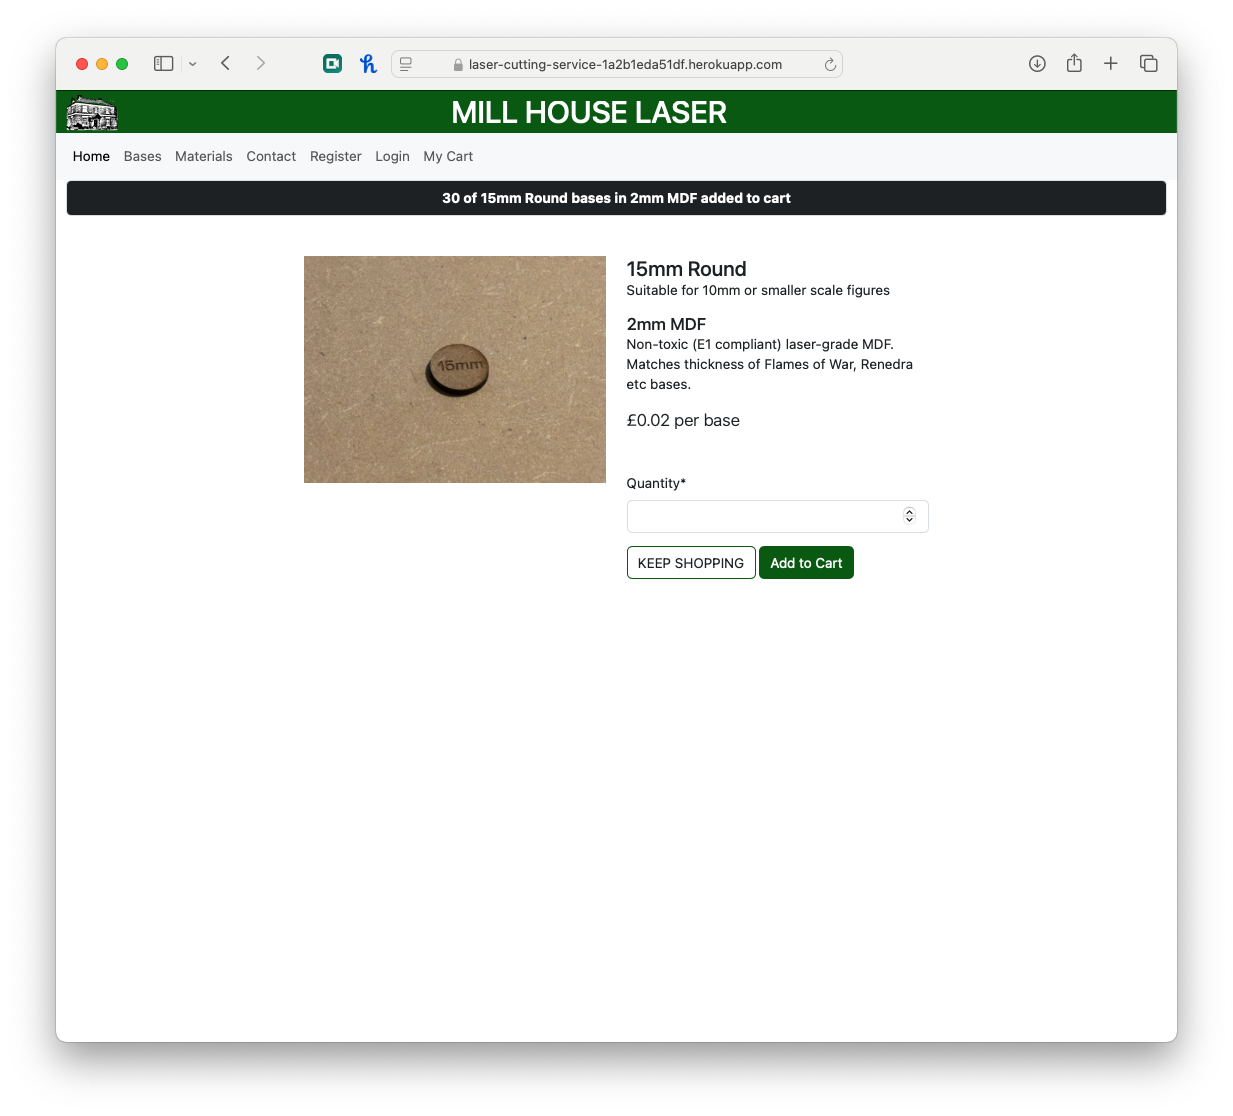 laser-cutting-service-1a2b1eda51df.herokuapp.com
MILL HOUSE LASER
Home Bases Materials Contact Register Login My Cart
30 of 15mm Round bases in 2mm MDF added to cart
15mm
15mm Round
Suitable for 10mm or smaller scale figures
2mm MDF
Non-toxic (E1 compliant) laser-grade MDF.
Matches thickness of Flames of War, Renedra
etc bases.
£0.02 per base
Quantity*
KEEP SHOPPING Add to Cart